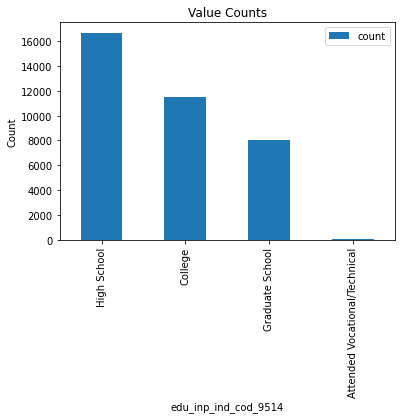 Value Counts
count
Count
16000
14000
12000
10000
8000
6000
4000
2000
0
High School
College
Graduate School
Attended Vocational/Technical
edu_inp_ind_cod_9514